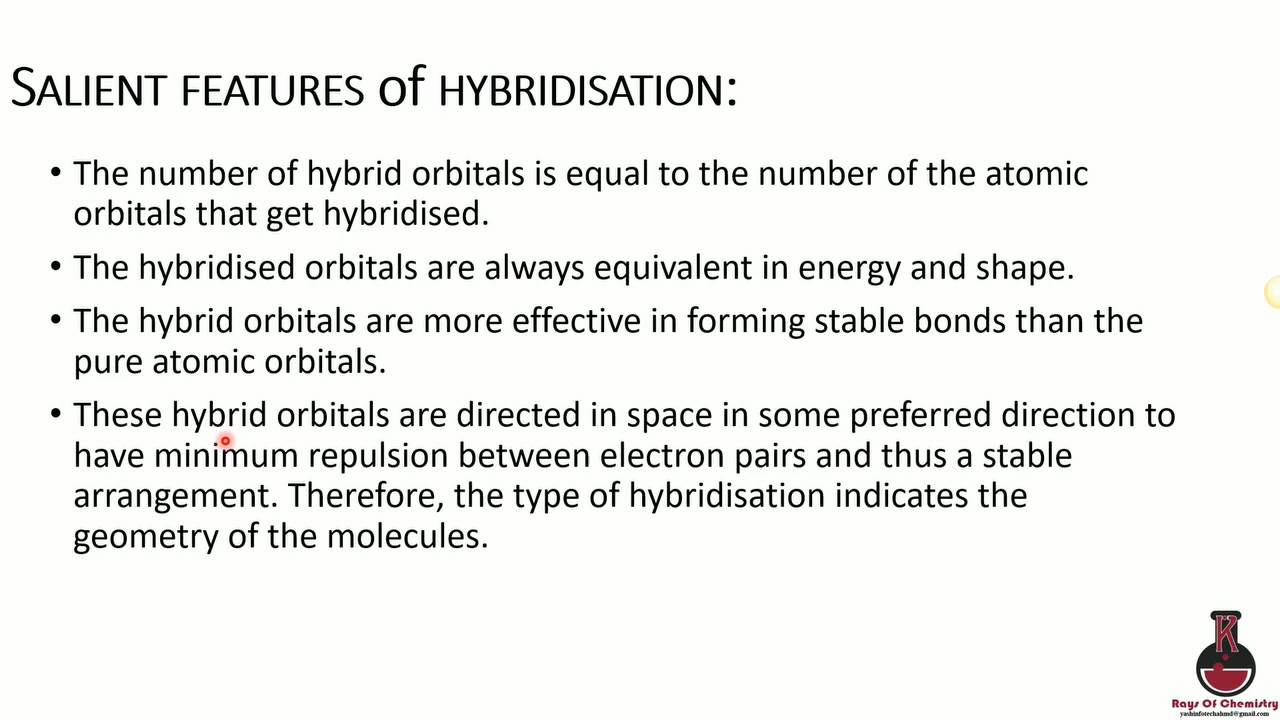 SALIENT FEATURES of HYBRIDISATION:
• The number of hybrid orbitals is equal to the number of the atomic
orbitals that get hybridised.
• The hybridised orbitals are always equivalent in energy and shape.
• The hybrid orbitals are more effective in forming stable bonds than the
pure atomic orbitals.
• These hybrid orbitals are directed in space in some preferred direction to
have minimum repulsion between electron pairs and thus a stable
arrangement. Therefore, the type of hybridisation indicates the
geometry of the molecules.
K
Rays Of Chemistry
yashinfotechahmd@gmail.com